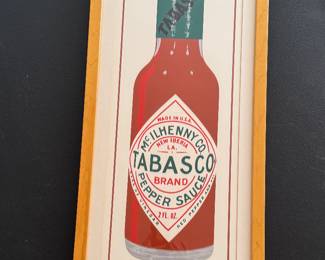 TABASCO
MADE IN U.S.A.
McILHENNY CO.
NEW IBERIA
LA.
TABASCO
BRAND
PEPPER SAUCE
2 FL. OZ.